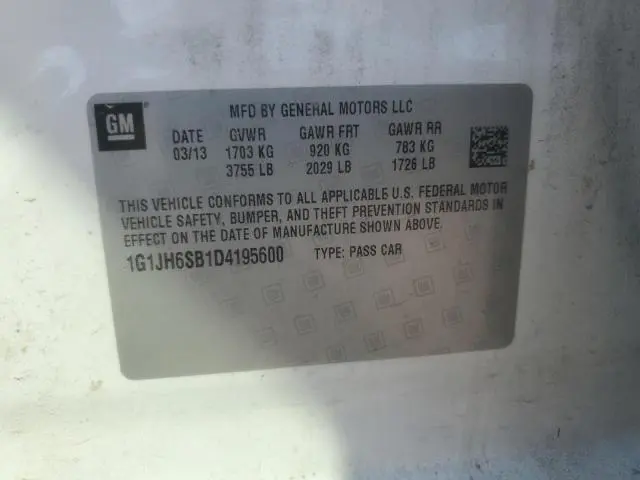 GM
MFD BY GENERAL MOTORS LLC
DATE GVWR GAWR FRT GAWR RR
03/13 1703 KG 920 KG 783 KG
3755 LB 2029 LB 1726 LB
THIS VEHICLE CONFORMS TO ALL APPLICABLE U.S. FEDERAL MOTOR
VEHICLE SAFETY, BUMPER, AND THEFT PREVENTION STANDARDS IN
EFFECT ON THE DATE OF MANUFACTURE SHOWN ABOVE.
1G1JH6SB1D4195600 TYPE: PASS CAR